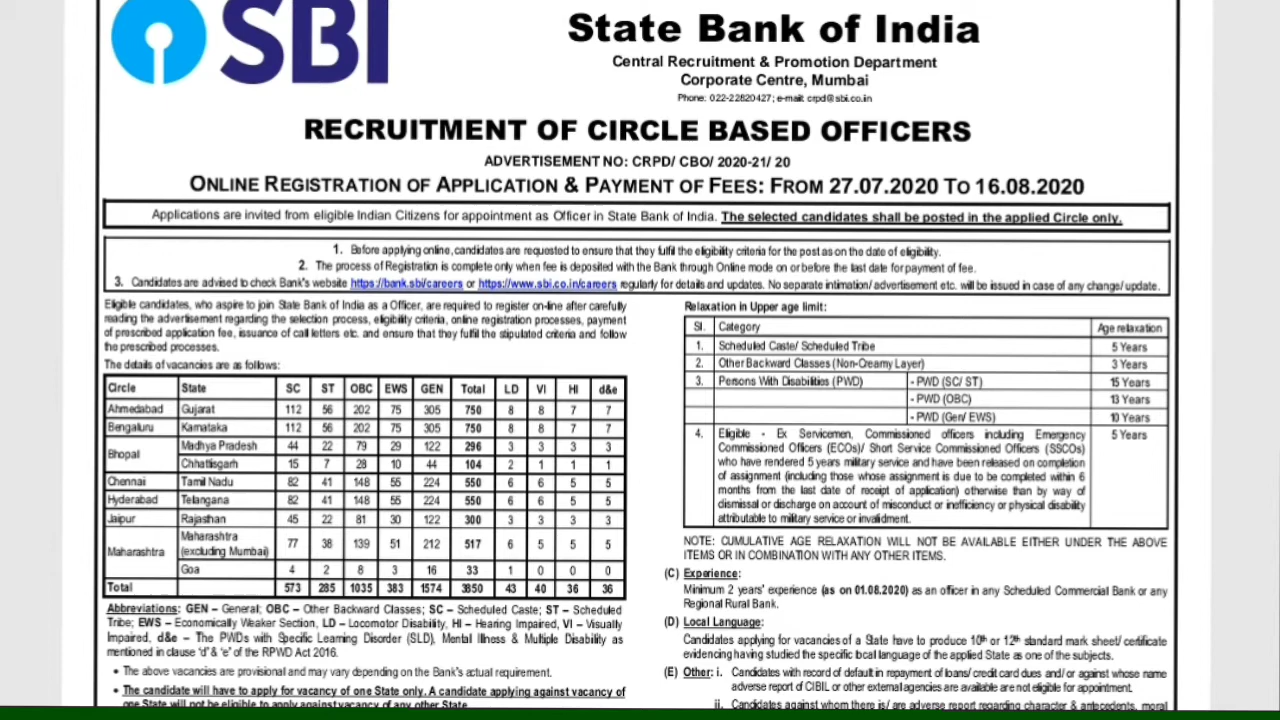 SBI
State Bank of India
Central Recruitment & Promotion Department
Corporate Centre, Mumbai
Phone: 022-22820427; e-mail: crpd@sbi.co.in
RECRUITMENT OF CIRCLE BASED OFFICERS
ADVERTISEMENT NO: CRPD/ CBO/ 2020-21/ 20
ONLINE REGISTRATION OF APPLICATION & PAYMENT OF FEES: FROM 27.07.2020 TO 16.08.2020
Applications are invited from eligible Indian Citizens for appointment as Officer in State Bank of India. The selected candidates shall be posted in the applied Circle only.
1. Before applying online, candidates are requested to ensure that they fulfil the eligibility criteria for the post as on the date of eligibility.
2. The process of Registration is complete only when fee is deposited with the Bank through Online mode on or before the last date for payment of fee.
3. Candidates are advised to check Bank's website https://bank.sbi/careers or https://www.sbi.co.in/careers regularly for details and updates. No separate intimation/ advertisement etc. will be issued in case of any change/ update.
Eligible candidates, who aspire to join State Bank of India as a Officer, are required to register on-line after carefully
reading the advertisement regarding the selection process, eligibility criteria, online registration processes, payment
of prescribed application fee, issuance of call letters etc. and ensure that they fulfil the stipulated criteria and follow
the prescribed processes.
The details of vacancies are as follows:
Circle State SC ST OBC EWS GEN Total LD VI HI d&e
Ahmedabad Gujarat 112 56 202 75 305 750 8 8 7 7
Bengaluru Karnataka 112 56 202 75 305 750 8 8 7 7
Bhopal Madhya Pradesh 44 22 79 29 122 296 3 3 3 3
Chhatisgarh 15 7 28 10 44 104 2 1 1 1
Chennai Tamil Nadu 82 41 148 55 224 550 6 6 5 5
Hyderabad Telangana 82 41 148 55 224 550 6 6 5 5
Jaipur Rajashan 45 22 81 30 122 300 3 3 3 3
Maharashtra Maharashtra
(excluding Mumbai) 77 38 139 51 212 517 6 5 5 5
Goa 4 2 8 3 16 33 1 0 0 0
Total 573 285 1035 383 1574 3850 43 40 36 36
Abbreviations: GEN – General; OBC – Other Backward Classes; SC – Scheduled Caste; ST – Scheduled
Tribe; EWS – Economically Weaker Section, LD – Locomotor Disability, HI – Hearing Impaired, VI – Visually
Impaired, d&e – The PWDs with Specific Learning Disorder (SLD), Mental Illness & Multiple Disability as
mentioned in clause 'd' & 'e' of the RPWD Act 2016.
• The above vacancies are provisional and may vary depending on the Bank's actual requirement.
• The candidate will have to apply for vacancy of one State only. A candidate applying against vacancy of
one State will not be eligible to apply against vacancy of any other State.
Relaxation in Upper age limit:
Sl. Category Age relaxation
1. Scheduled Caste/ Scheduled Tribe 5 Years
2. Other Backward Classes (Non-Creamy Layer) 3 Years
3. Persons With Disabilities (PWD) - PWD (SC/ ST) 15 Years
- PWD (OBC) 13 Years
- PWD (Gen/ EWS) 10 Years
4. Eligible - Ex Servicemen, Commissioned officers including Emergency 5 Years
Commissioned Officers (ECOs)/ Short Service Commissioned Officers (SSCOs)
who have rendered 5 years military service and have been released on completion
of assignment (including those whose assignment is due to be completed within 6
months from the last date of receipt of application) otherwise than by way of
dismissal or discharge on account of misconduct or inefficiency or physical disability
attributable to military service or invalidment.
NOTE: CUMULATIVE AGE RELAXATION WILL NOT BE AVAILABLE EITHER UNDER THE ABOVE
ITEMS OR IN COMBINATION WITH ANY OTHER ITEMS.
(C) Experience:
Minimum 2 years' experience (as on 01.08.2020) as an officer in any Scheduled Commercial Bank or any
Regional Rural Bank.
(D) Local Language:
Candidates applying for vacancies of a State have to produce 10th or 12th standard mark sheet/ certificate
evidencing having studied the specific local language of the applied State as one of the subjects.
(E) Other: i. Candidates with record of default in repayment of loans/ credit card dues and/ or against whose name
adverse report of CIBIL or other external agencies are available are not eligible for appointment.
ii. Candidates against whom there is/ are adverse report regarding character & antecedents, moral